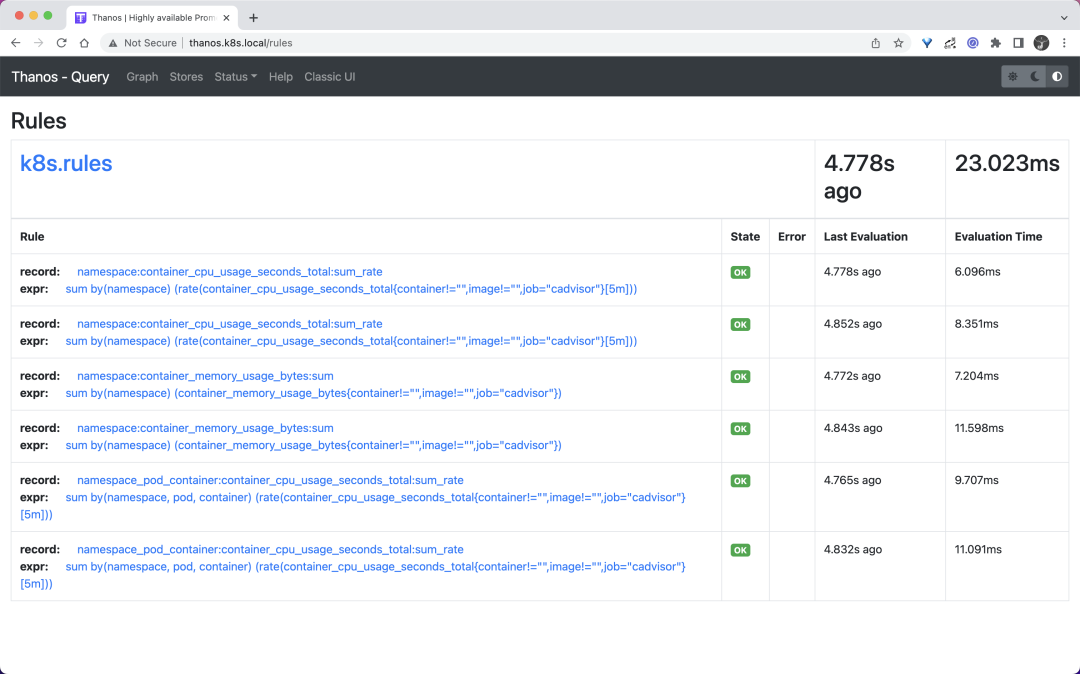 Thanos | Highly available Prom
Not Secure | thanos.k8s.local/rules
Thanos - Query Graph Stores Status Help Classic UI
Rules
k8s.rules 4.778s ago 23.023ms
Rule State Error Last Evaluation Evaluation Time
record: namespace:container_cpu_usage_seconds_total:sum_rate OK 4.778s ago 6.096ms
expr: sum by(namespace) (rate(container_cpu_usage_seconds_total{container!="",image!="",job="cadvisor"}[5m]))
record: namespace:container_cpu_usage_seconds_total:sum_rate OK 4.852s ago 8.351ms
expr: sum by(namespace) (rate(container_cpu_usage_seconds_total{container!="",image!="",job="cadvisor"}[5m]))
record: namespace:container_memory_usage_bytes:sum OK 4.772s ago 7.204ms
expr: sum by(namespace) (container_memory_usage_bytes{container!="",image!="",job="cadvisor"})
record: namespace:container_memory_usage_bytes:sum OK 4.843s ago 11.598ms
expr: sum by(namespace) (container_memory_usage_bytes{container!="",image!="",job="cadvisor"})
record: namespace_pod_container:container_cpu_usage_seconds_total:sum_rate OK 4.765s ago 9.707ms
expr: sum by(namespace, pod, container) (rate(container_cpu_usage_seconds_total{container!="",image!="",job="cadvisor"}
[5m]))
record: namespace_pod_container:container_cpu_usage_seconds_total:sum_rate OK 4.832s ago 11.091ms
expr: sum by(namespace, pod, container) (rate(container_cpu_usage_seconds_total{container!="",image!="",job="cadvisor"}
[5m]))